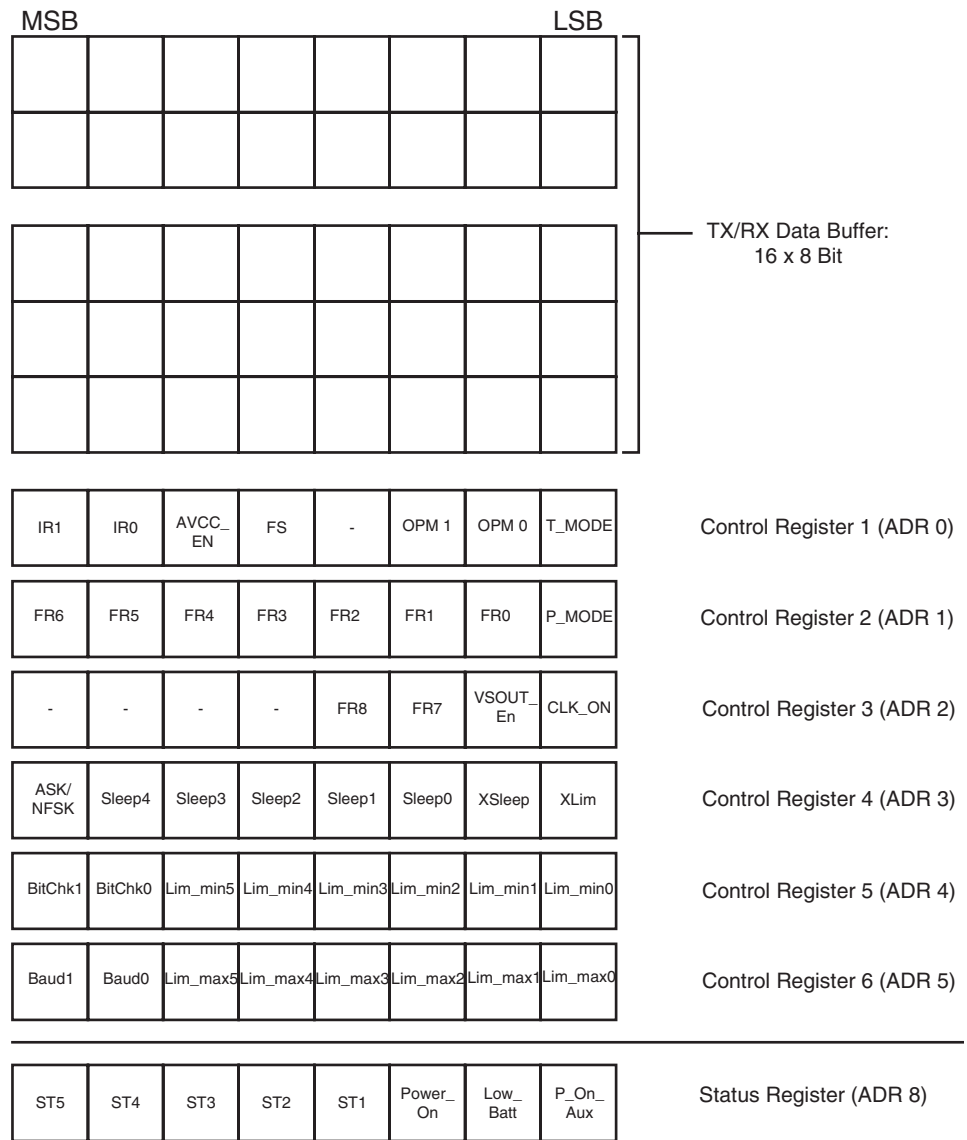 MSB LSB
TX/RX Data Buffer:
16 x 8 Bit
IR1 IR0 AVCC_ EN FS - OPM 1 OPM 0 T_MODE Control Register 1 (ADR 0)
FR6 FR5 FR4 FR3 FR2 FR1 FR0 P_MODE Control Register 2 (ADR 1)
- - - - FR8 FR7 VSOUT_ En CLK_ON Control Register 3 (ADR 2)
ASK/ NFSK Sleep4 Sleep3 Sleep2 Sleep1 Sleep0 XSleep XLim Control Register 4 (ADR 3)
BitChk1 BitChk0 Lim_min5 Lim_min4 Lim_min3 Lim_min2 Lim_min1 Lim_min0 Control Register 5 (ADR 4)
Baud1 Baud0 Lim_max5 Lim_max4 Lim_max3 Lim_max2 Lim_max1 Lim_max0 Control Register 6 (ADR 5)
ST5 ST4 ST3 ST2 ST1 Power_ On Low_ Batt P_On_ Aux Status Register (ADR 8)